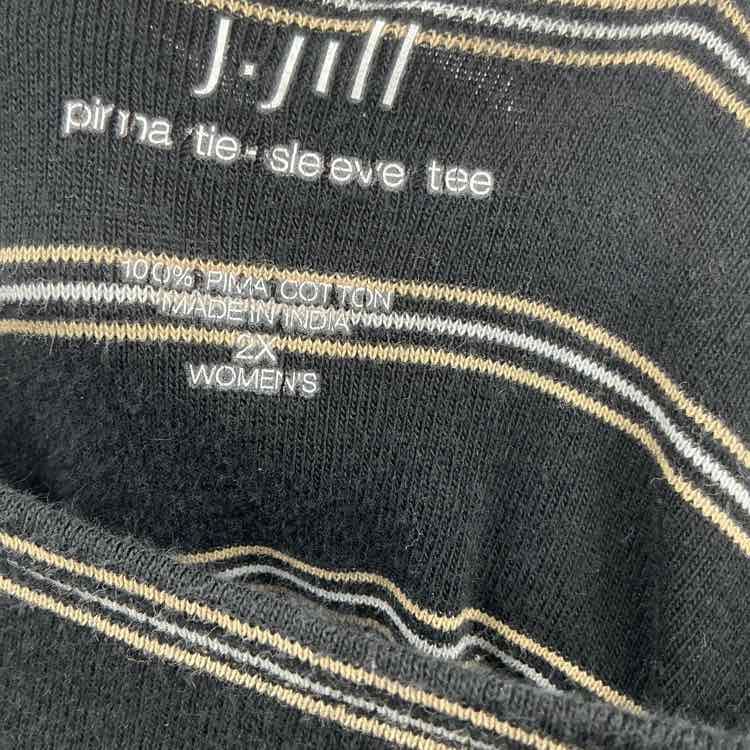 J.Jill
pima tie-sleeve tee
100% PIMA COTTON
MADE IN INDIA
2X
WOMEN'S